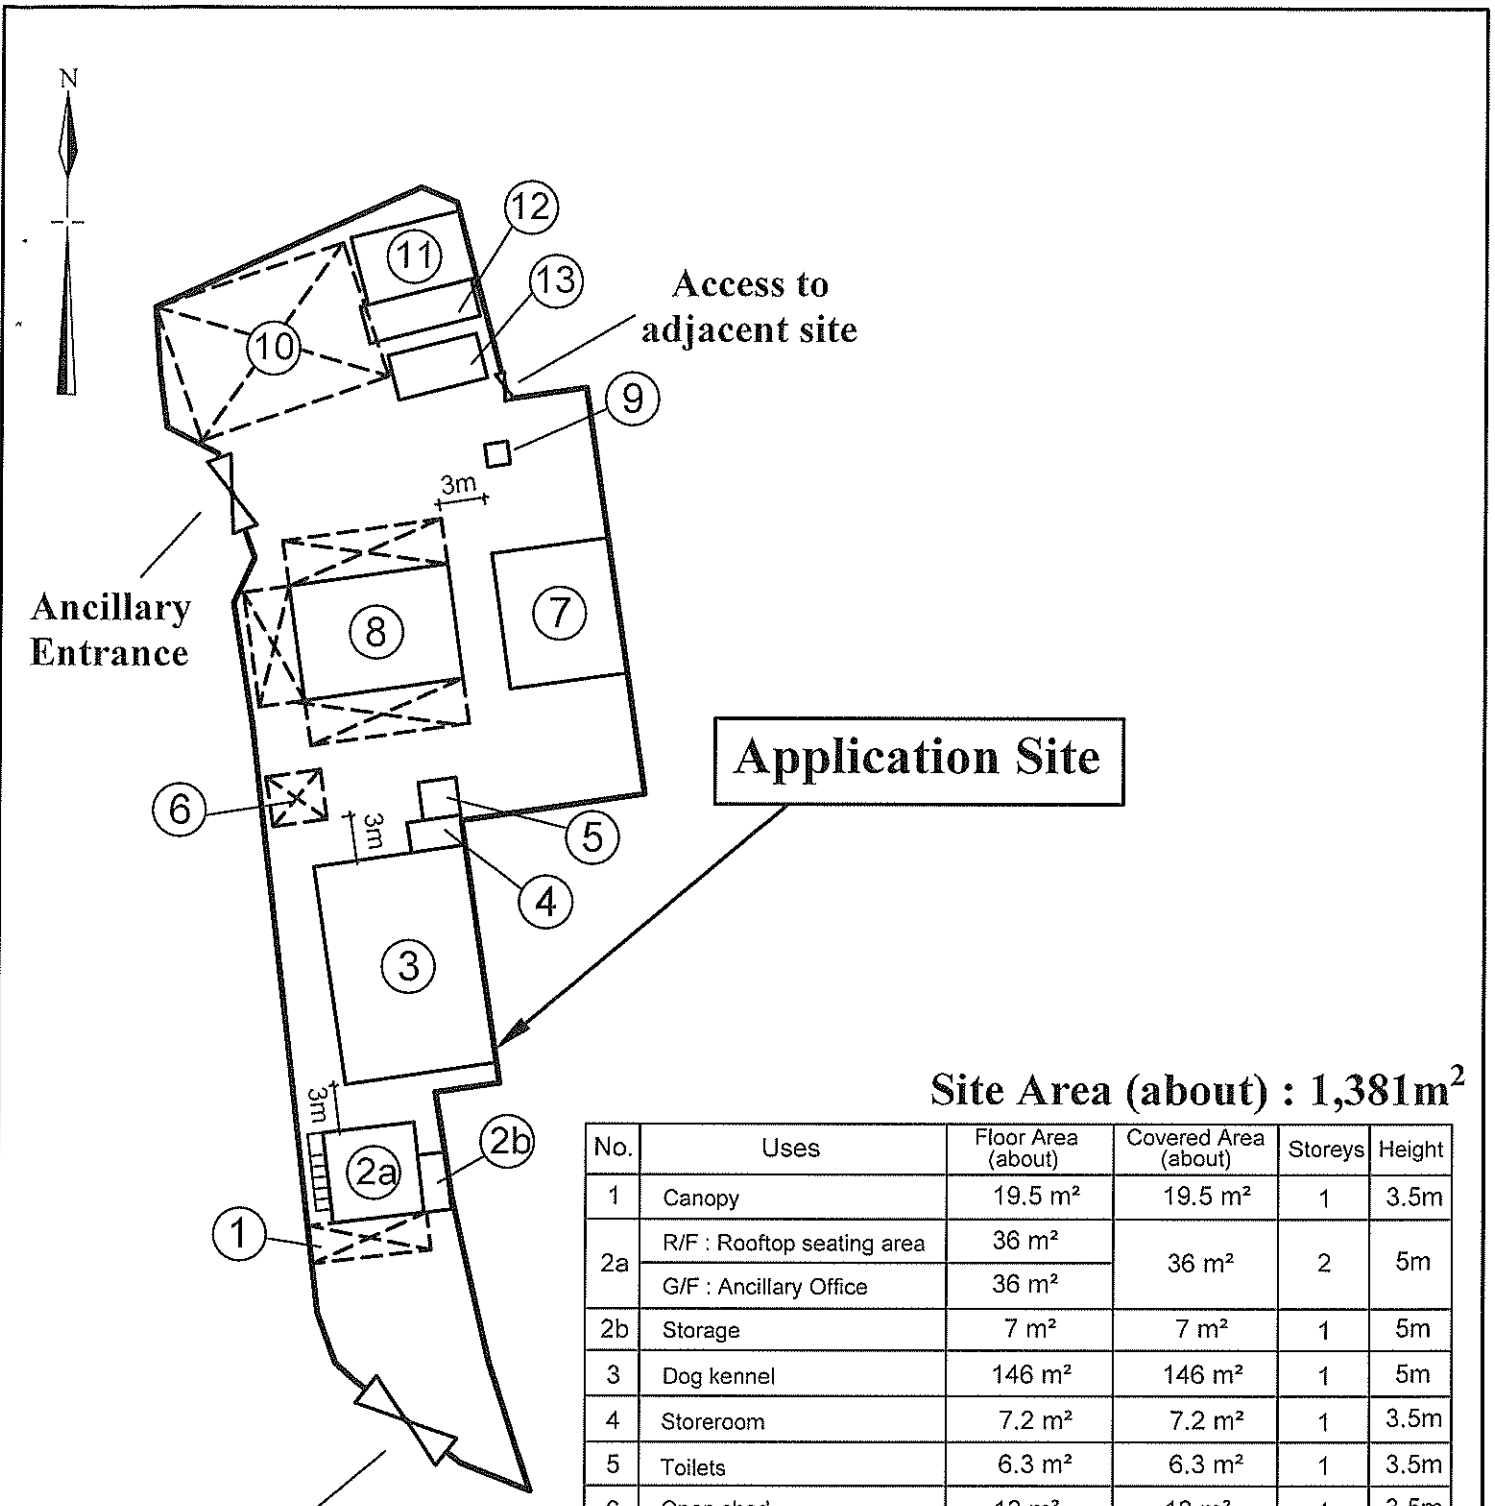 N
12
11
13
Access to
adjacent site
10
9
3m
Ancillary
Entrance
8
7
Application Site
6
3m
5
4
3
Site Area (about) : 1,381m²
3m
2b
2a
1
No. Uses Floor Area (about) Covered Area (about) Storeys Height
1 Canopy 19.5 m² 19.5 m² 1 3.5m
2a R/F : Rooftop seating area 36 m² 36 m² 2 5m
G/F : Ancillary Office 36 m²
2b Storage 7 m² 7 m² 1 5m
3 Dog kennel 146 m² 146 m² 1 5m
4 Storeroom 7.2 m² 7.2 m² 1 3.5m
5 Toilets 6.3 m² 6.3 m² 1 3.5m